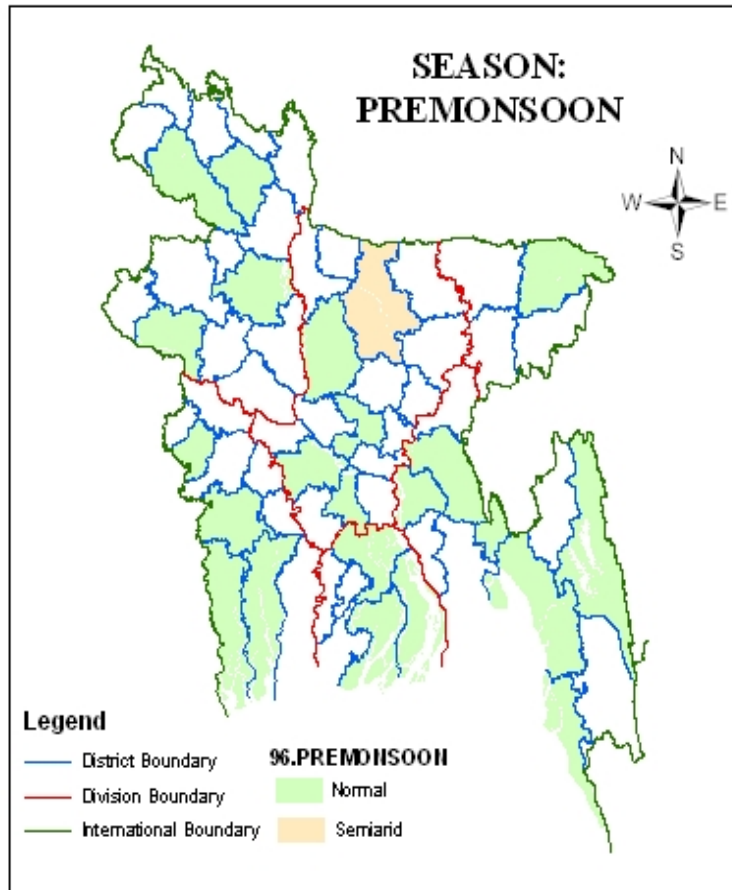 SEASON:
PREMONSOON
N
W E
S
Legend
District Boundary
Division Boundary
International Boundary
96.PREMONSOON
Normal
Semiarid